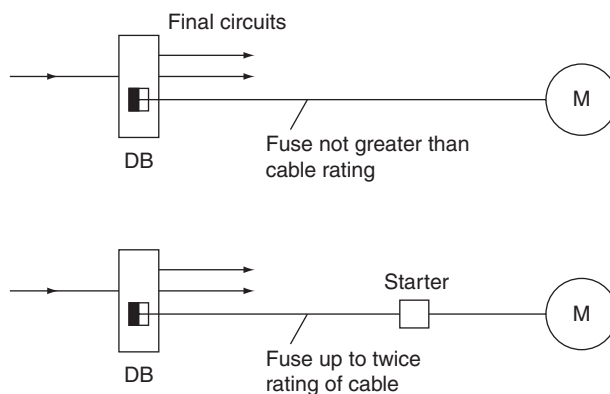 Final circuits
M
Fuse not greater than
cable rating
DB
Starter
M
Fuse up to twice
rating of cable
DB